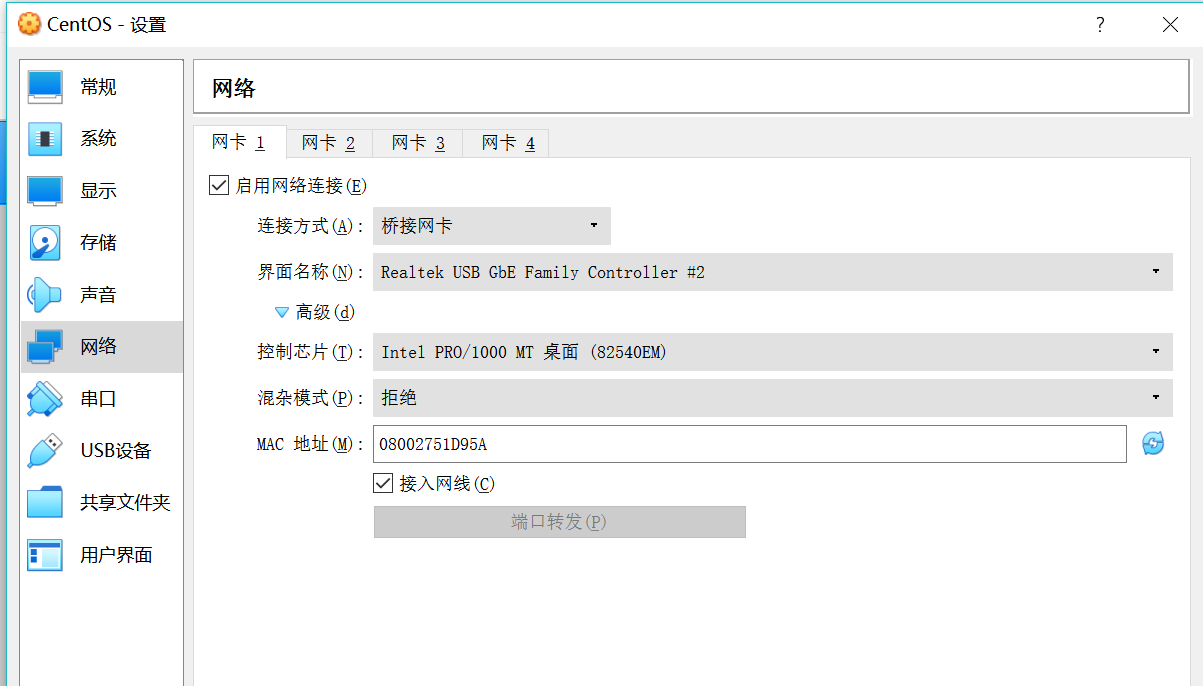 CentOS - 设置
?
常规
系统
显示
存储
声音
网络
串口
USB设备
共享文件夹
用户界面
网络
网卡 1 网卡 2 网卡 3 网卡 4
启用网络连接(E)
连接方式(A): 桥接网卡
界面名称(N): Realtek USB GbE Family Controller #2
高级(d)
控制芯片(T): Intel PRO/1000 MT 桌面 (82540EM)
混杂模式(P): 拒绝
MAC 地址(M): 08002751D95A
接入网线(C)
端口转发(P)